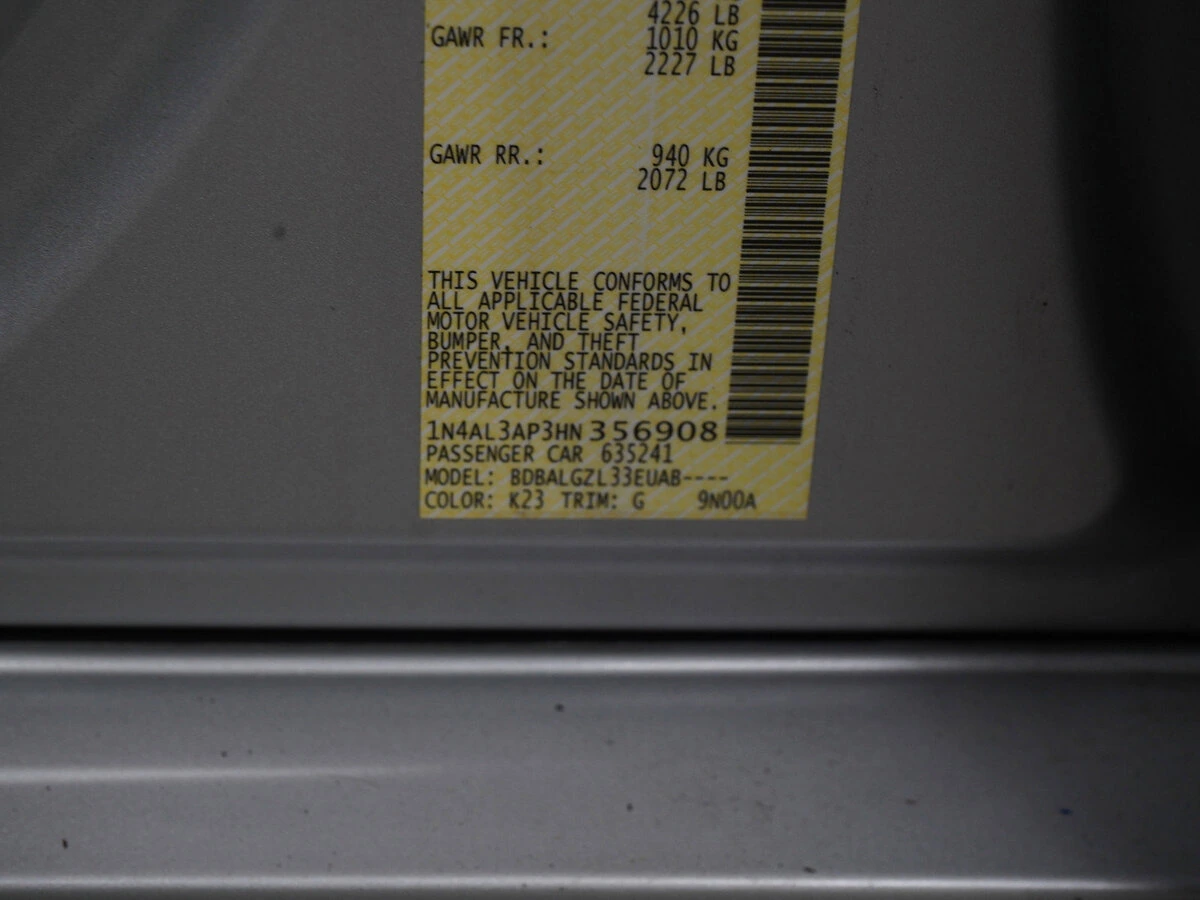 4226 LB
GAWR FR.: 1010 KG
2227 LB
GAWR RR.: 940 KG
2072 LB
THIS VEHICLE CONFORMS TO
ALL APPLICABLE FEDERAL
MOTOR VEHICLE SAFETY,
BUMPER, AND THEFT
PREVENTION STANDARDS IN
EFFECT ON THE DATE OF
MANUFACTURE SHOWN ABOVE.
1N4AL3AP3HN356908
PASSENGER CAR 635241
MODEL: BDBALGZL33EUAB----
COLOR: K23 TRIM: G 9N00A